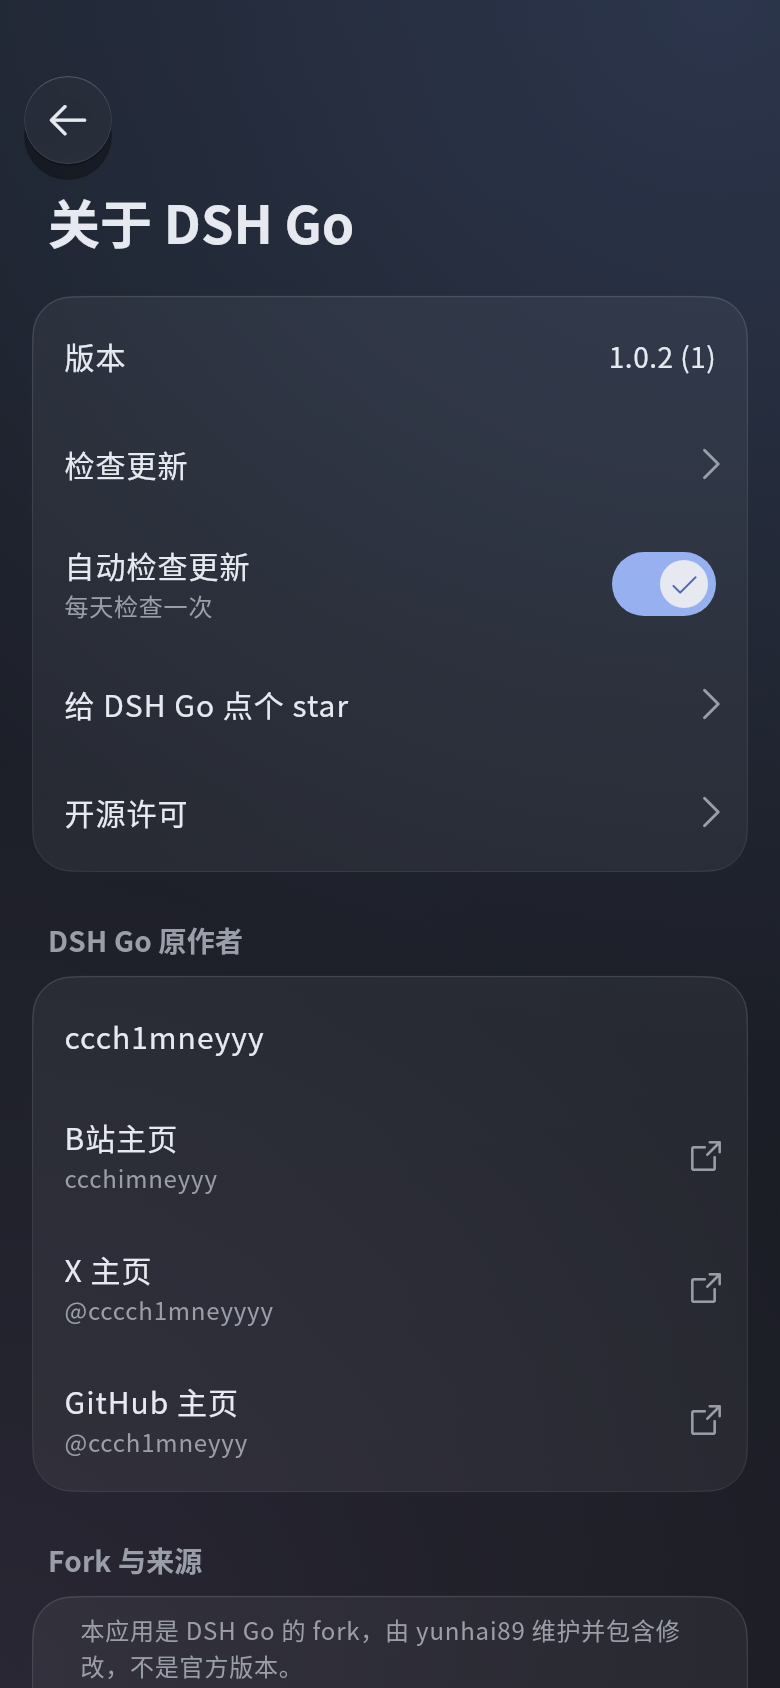 关于 DSH Go
版本 1.0.2 (1)
检查更新
自动检查更新
每天检查一次
给 DSH Go 点个 star
开源许可
DSH Go 原作者
ccch1mneyyy
B站主页
ccchimneyyy
X 主页
@cccch1mneyyyy
GitHub 主页
@ccch1mneyyy
Fork 与来源
本应用是 DSH Go 的 fork，由 yunhai89 维护并包含修
改，不是官方版本。